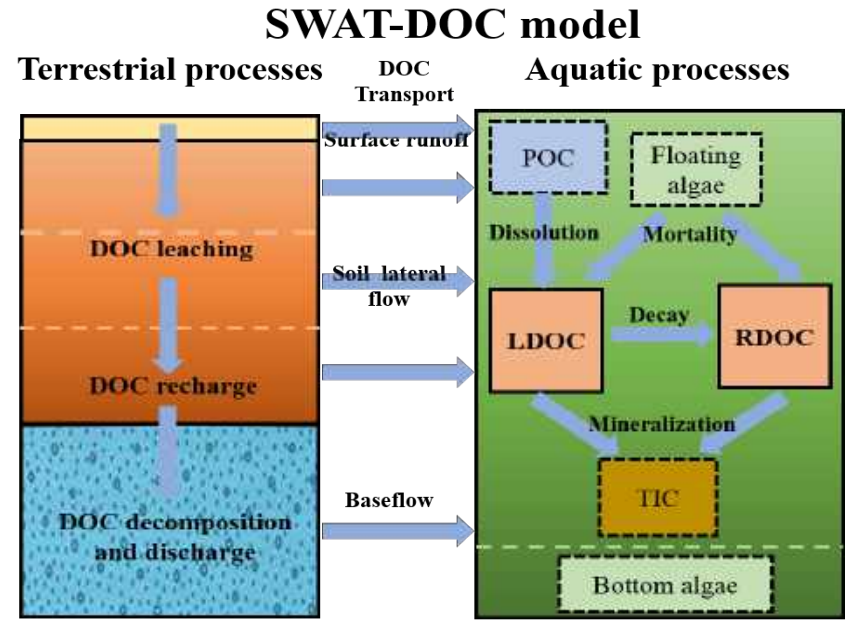 SWAT-DOC model
Terrestrial processes
DOC
Transport
Aquatic processes
Surface runoff
POC
Floating
algae
Dissolution
Mortality
DOC leaching
Soil lateral
flow
LDOC
Decay
RDOC
DOC recharge
Mineralization
Baseflow
TIC
DOC decomposition
and discharge
Bottom algae